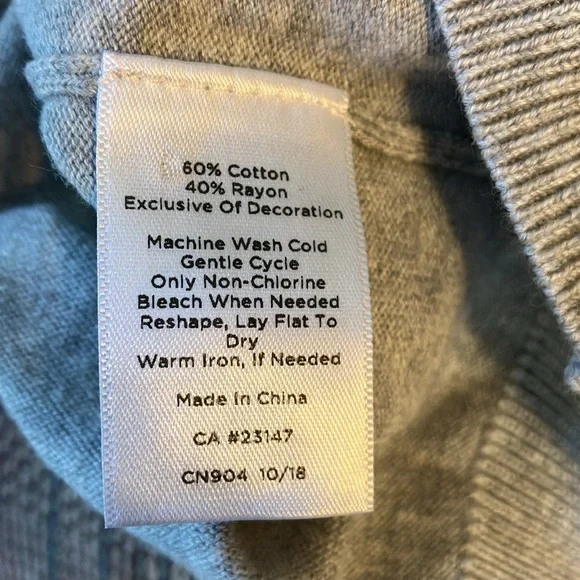 60% Cotton
40% Rayon
Exclusive Of Decoration
Machine Wash Cold
Gentle Cycle
Only Non-Chlorine
Bleach When Needed
Reshape, Lay Flat To
Dry
Warm Iron, If Needed
Made In China
CA #23147
CN904 10/18